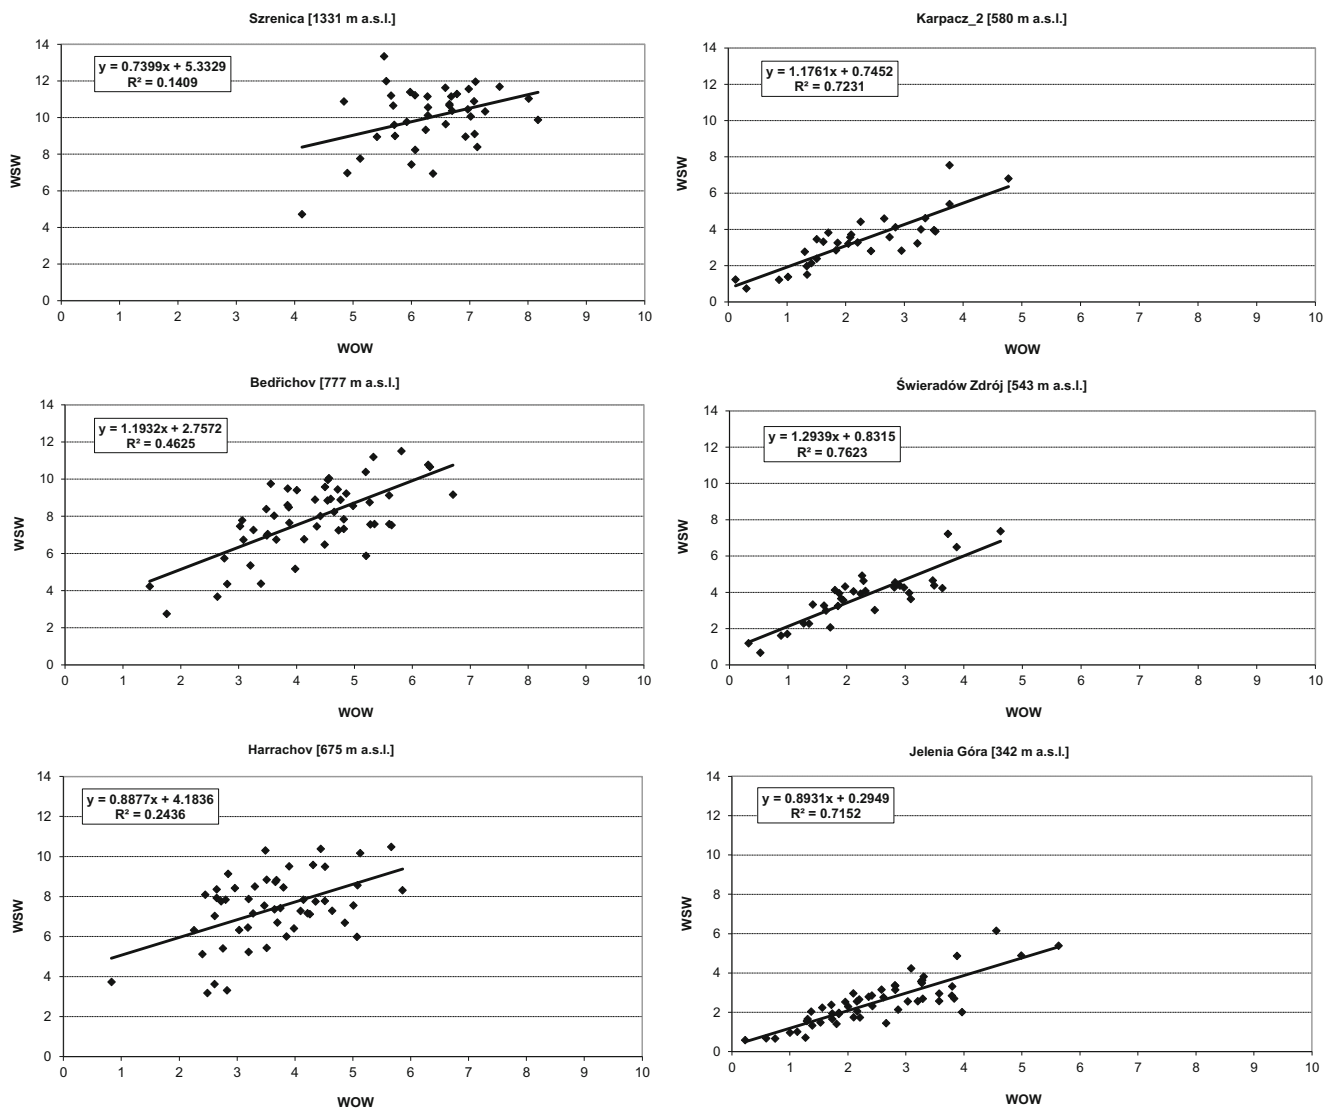 Szrenica [1331 m a.s.l.]
14
12
10
8
6
4
2
0
WSW
y = 0.7399x + 5.3329
R² = 0.1409
0 1 2 3 4 5 6 7 8 9 10
WOW
Karpacz_2 [580 m a.s.l.]
14
12
10
8
6
4
2
0
WSW
y = 1.1761x + 0.7452
R² = 0.7231
0 1 2 3 4 5 6 7 8 9 10
WOW
Bedřichov [777 m a.s.l.]
14
12
10
8
6
4
2
0
WSW
y = 1.1932x + 2.7572
R² = 0.4625
0 1 2 3 4 5 6 7 8 9 10
WOW
Świeradów Zdrój [543 m a.s.l.]
14
12
10
8
6
4
2
0
WSW
y = 1.2939x + 0.8315
R² = 0.7623
0 1 2 3 4 5 6 7 8 9 10
WOW
Harrachov [675 m a.s.l.]
14
12
10
8
6
4
2
0
WSW
y = 0.8877x + 4.1836
R² = 0.2436
0 1 2 3 4 5 6 7 8 9 10
WOW
Jelenia Góra [342 m a.s.l.]
14
12
10
8
6
4
2
0
WSW
y = 0.8931x + 0.2949
R² = 0.7152
0 1 2 3 4 5 6 7 8 9 10
WOW